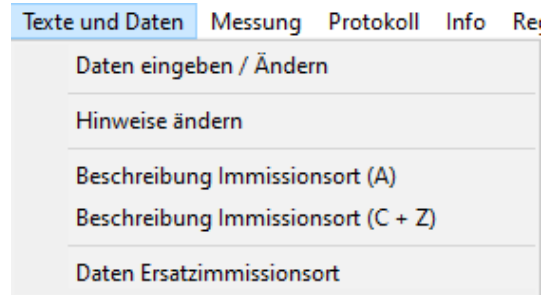 Texte und Daten Messung Protokoll Info
Daten eingeben / Ändern
Hinweise ändern
Beschreibung Immissionsort (A)
Beschreibung Immissionsort (C + Z)
Daten Ersatzimmissionsort